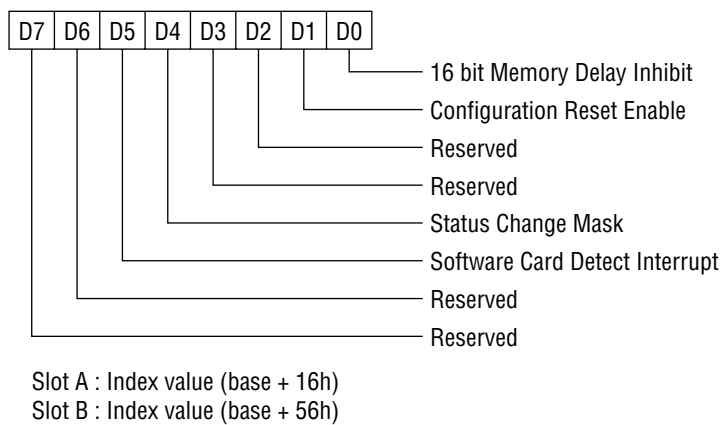 D7 D6 D5 D4 D3 D2 D1 D0
16 bit Memory Delay Inhibit
Configuration Reset Enable
Reserved
Reserved
Status Change Mask
Software Card Detect Interrupt
Reserved
Reserved
Slot A : Index value (base + 16h)
Slot B : Index value (base + 56h)